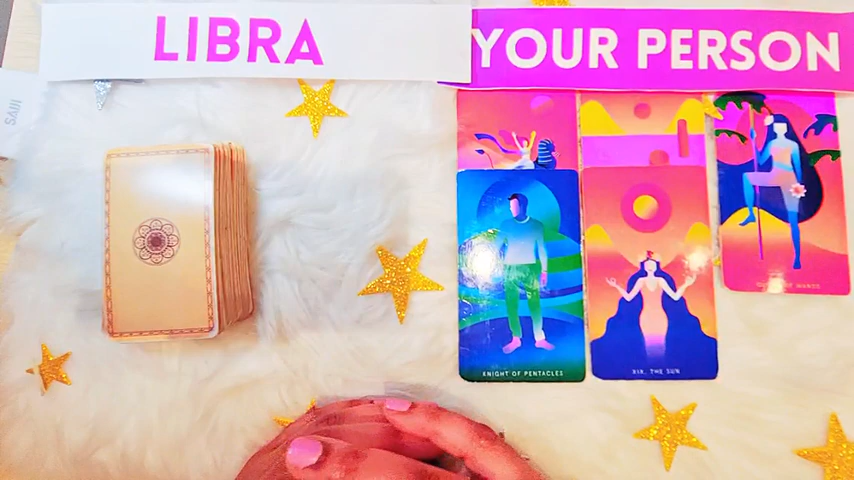 LIBRA
YOUR PERSON
KNIGHT OF PENTACLES
XIX. THE SUN